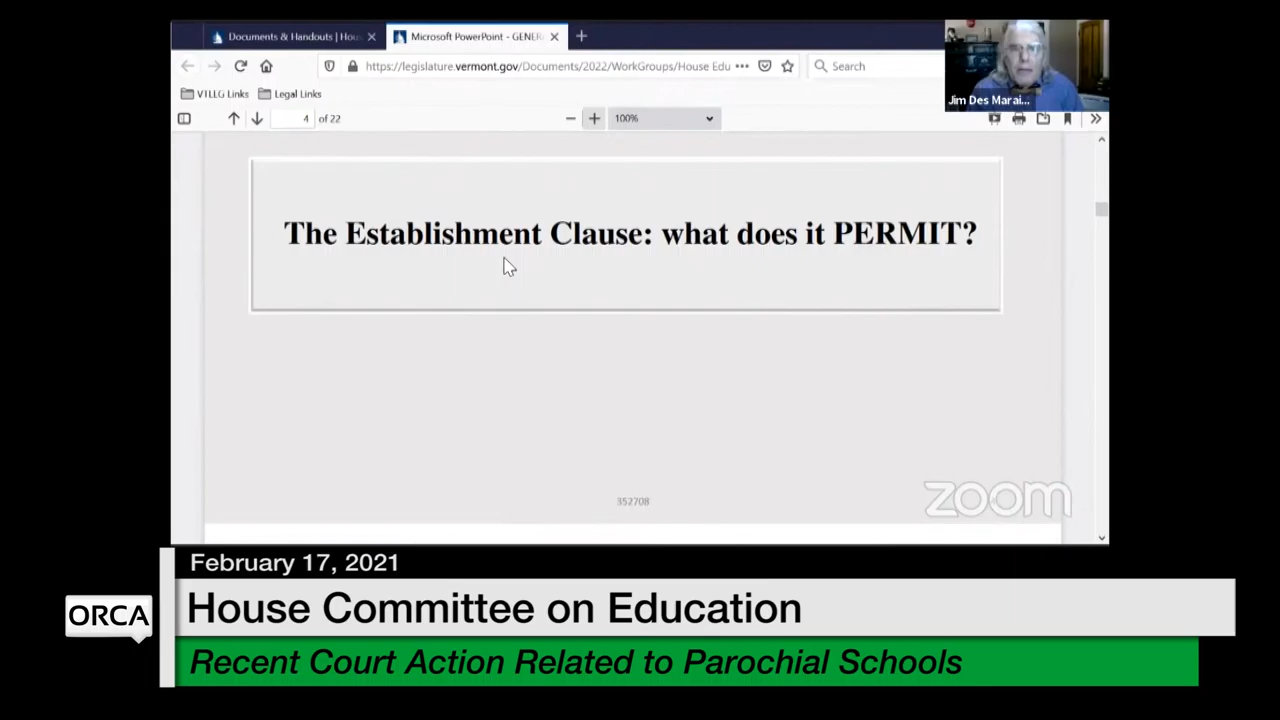 Documents & Handouts | Hou
Microsoft PowerPoint - GENERA
https://legislature.vermont.gov/Documents/2022/WorkGroups/House Edu
Search
Jim Des Marai...
VTLEG Links
Legal Links
4 of 22
100%
The Establishment Clause: what does it PERMIT?
352708
zoom
February 17, 2021
ORCA
House Committee on Education
Recent Court Action Related to Parochial Schools